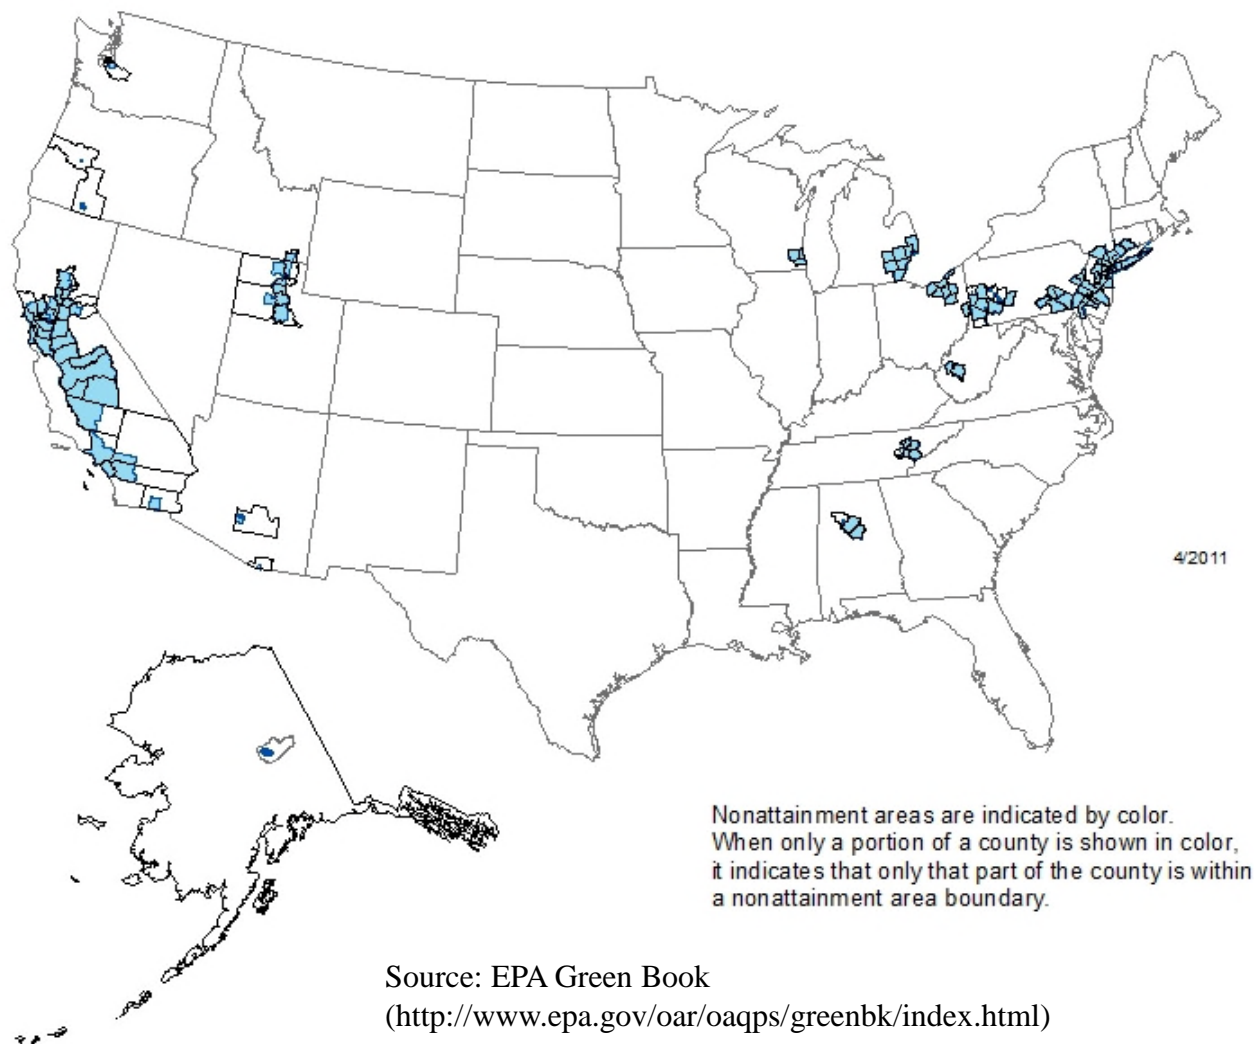 4/2011
Nonattainment areas are indicated by color.
When only a portion of a county is shown in color,
it indicates that only that part of the county is within
a nonattainment area boundary.
Source: EPA Green Book
(http://www.epa.gov/oar/oaqps/greenbk/index.html)